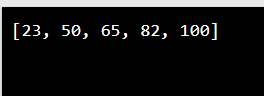 [23, 50, 65, 82, 100]